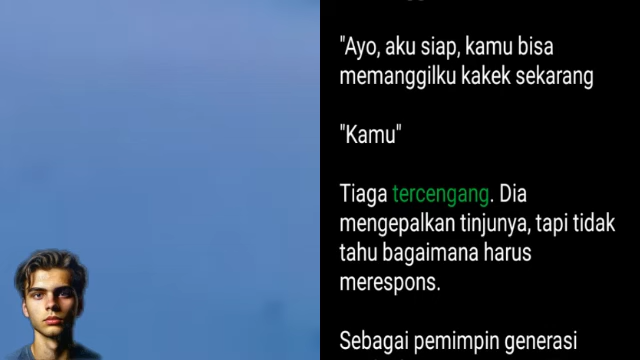 "Ayo, aku siap, kamu bisa
memanggilku kakek sekarang
"Kamu"
Tiaga tercengang. Dia
mengepalkan tinjunya, tapi tidak
tahu bagaimana harus
merespons.
Sebagai pemimpin generasi